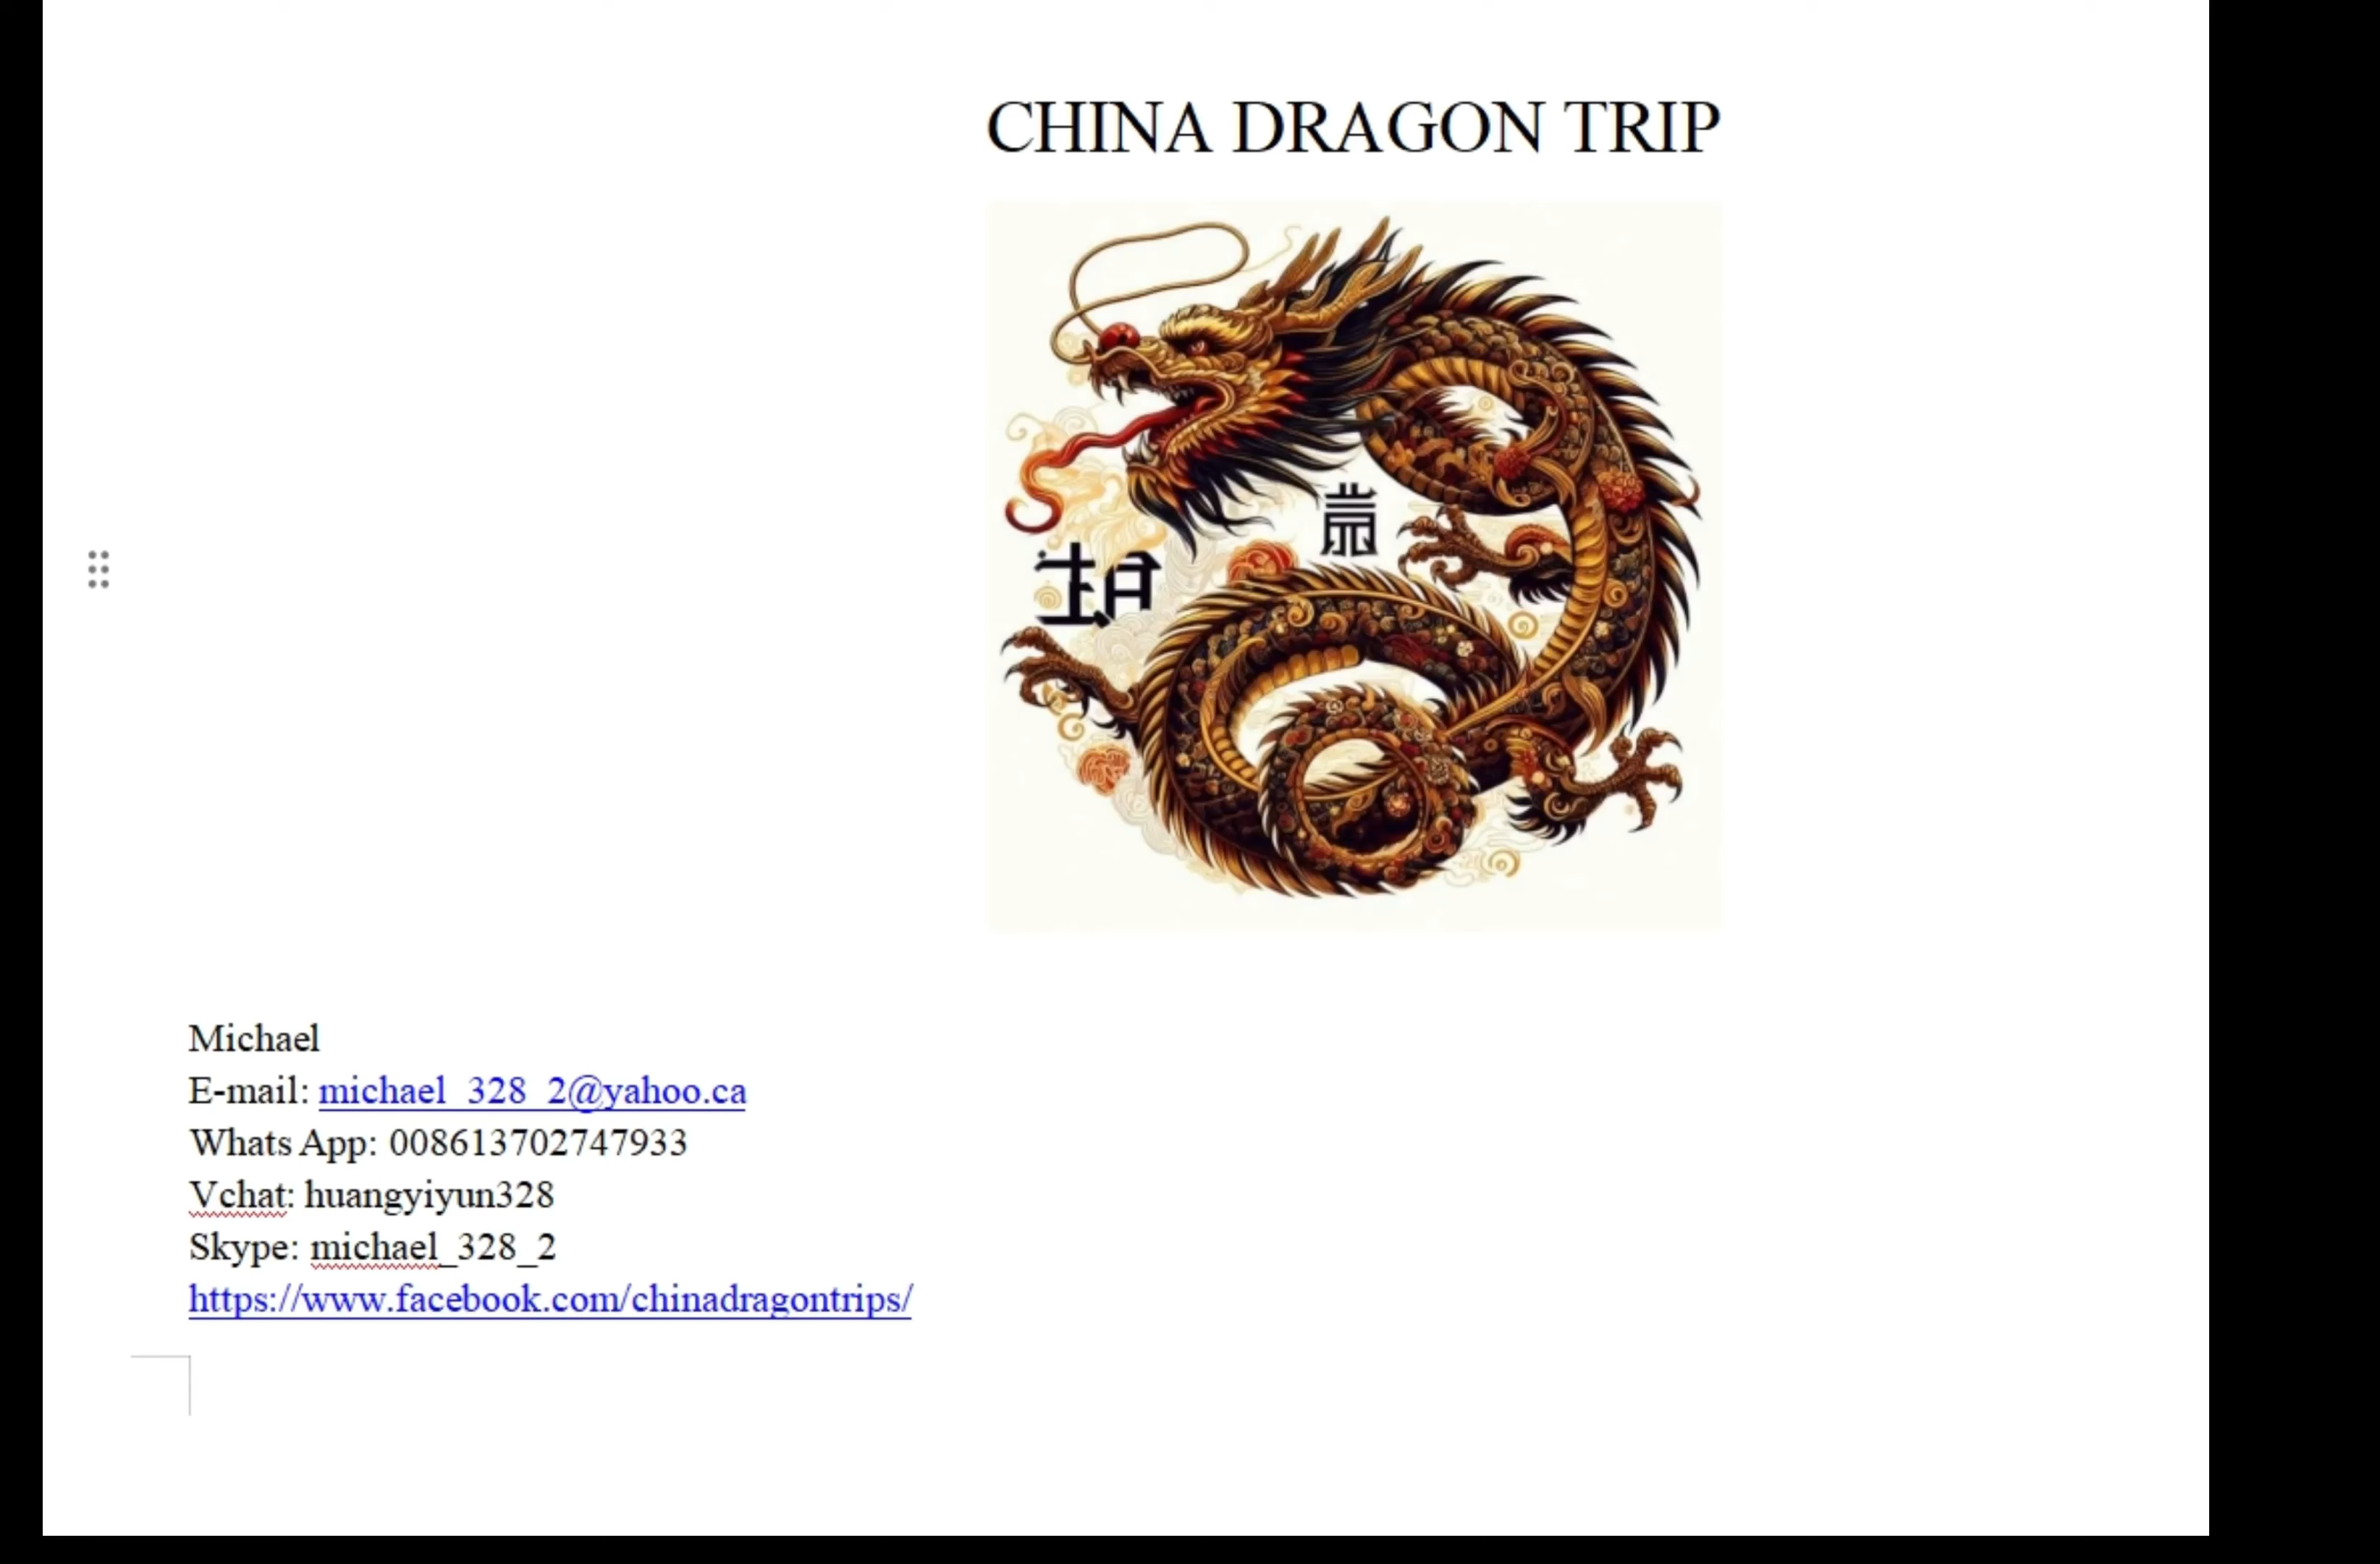 CHINA DRAGON TRIP
Michael
E-mail: michael_328_2@yahoo.ca
Whats App: 008613702747933
Vchat: huangyiyun328
Skype: michael_328_2
https://www.facebook.com/chinadragontrips/